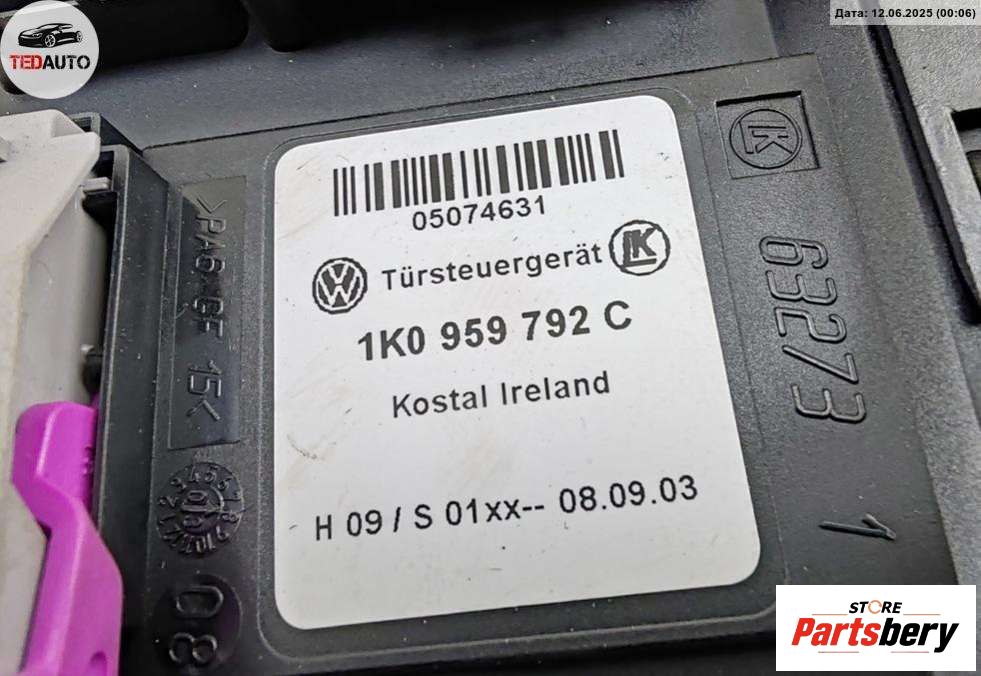 Дата: 12.06.2025 (00:06)
TEDAUTO
05074631
Türsteuergerät
1K0 959 792 C
Kostal Ireland
H 09 / S 01xx-- 08.09.03
>PA6 GF 15<
63273
1
08
LK
STORE
Partsbery